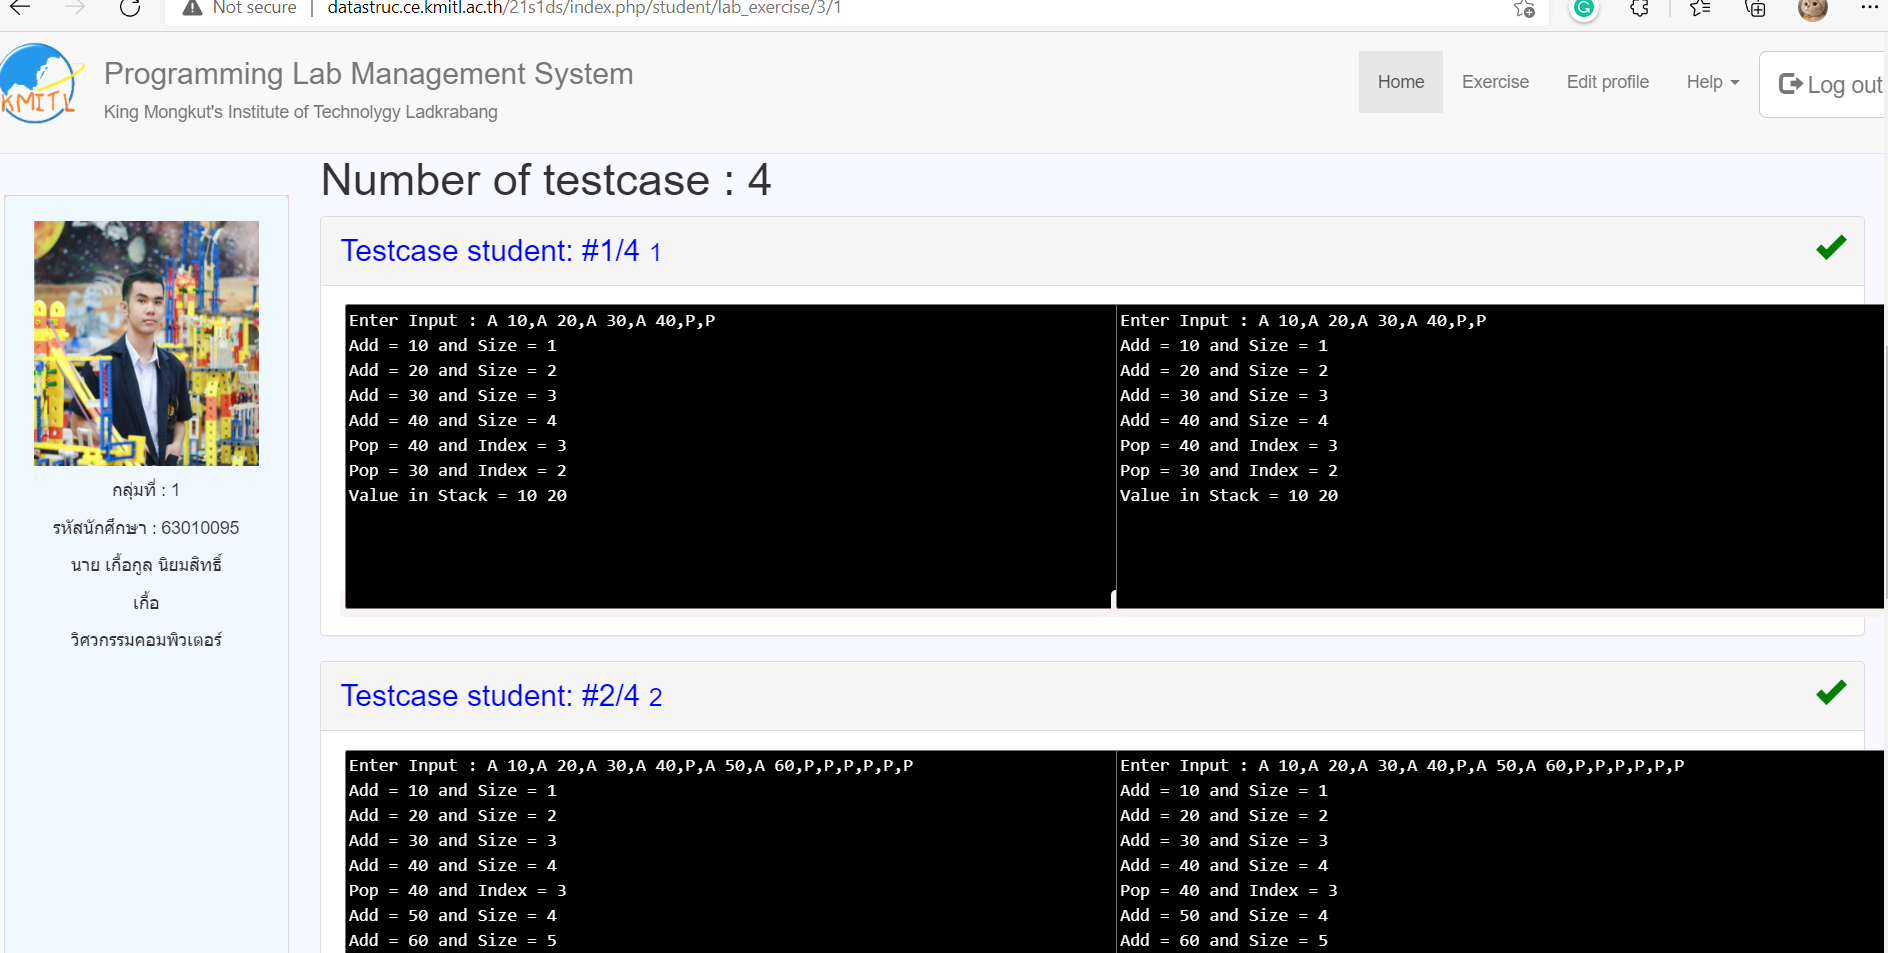 Not secure | datastruc.ce.kmitl.ac.th/21s1ds/index.php/student/lab_exercise/3/1
KMITL
Programming Lab Management System
King Mongkut's Institute of Technolygy Ladkrabang
Home
Exercise
Edit profile
Help
Log out
กลุ่มที่ : 1
รหัสนักศึกษา : 63010095
นาย เกื้อกูล นิยมสิทธิ์
เกื้อ
วิศวกรรมคอมพิวเตอร์
Number of testcase : 4
Testcase student: #1/4 1
Enter Input : A 10,A 20,A 30,A 40,P,P
Add = 10 and Size = 1
Add = 20 and Size = 2
Add = 30 and Size = 3
Add = 40 and Size = 4
Pop = 40 and Index = 3
Pop = 30 and Index = 2
Value in Stack = 10 20
Enter Input : A 10,A 20,A 30,A 40,P,P
Add = 10 and Size = 1
Add = 20 and Size = 2
Add = 30 and Size = 3
Add = 40 and Size = 4
Pop = 40 and Index = 3
Pop = 30 and Index = 2
Value in Stack = 10 20
Testcase student: #2/4 2
Enter Input : A 10,A 20,A 30,A 40,P,A 50,A 60,P,P,P,P,P,P
Add = 10 and Size = 1
Add = 20 and Size = 2
Add = 30 and Size = 3
Add = 40 and Size = 4
Pop = 40 and Index = 3
Add = 50 and Size = 4
Add = 60 and Size = 5
Enter Input : A 10,A 20,A 30,A 40,P,A 50,A 60,P,P,P,P,P,P
Add = 10 and Size = 1
Add = 20 and Size = 2
Add = 30 and Size = 3
Add = 40 and Size = 4
Pop = 40 and Index = 3
Add = 50 and Size = 4
Add = 60 and Size = 5